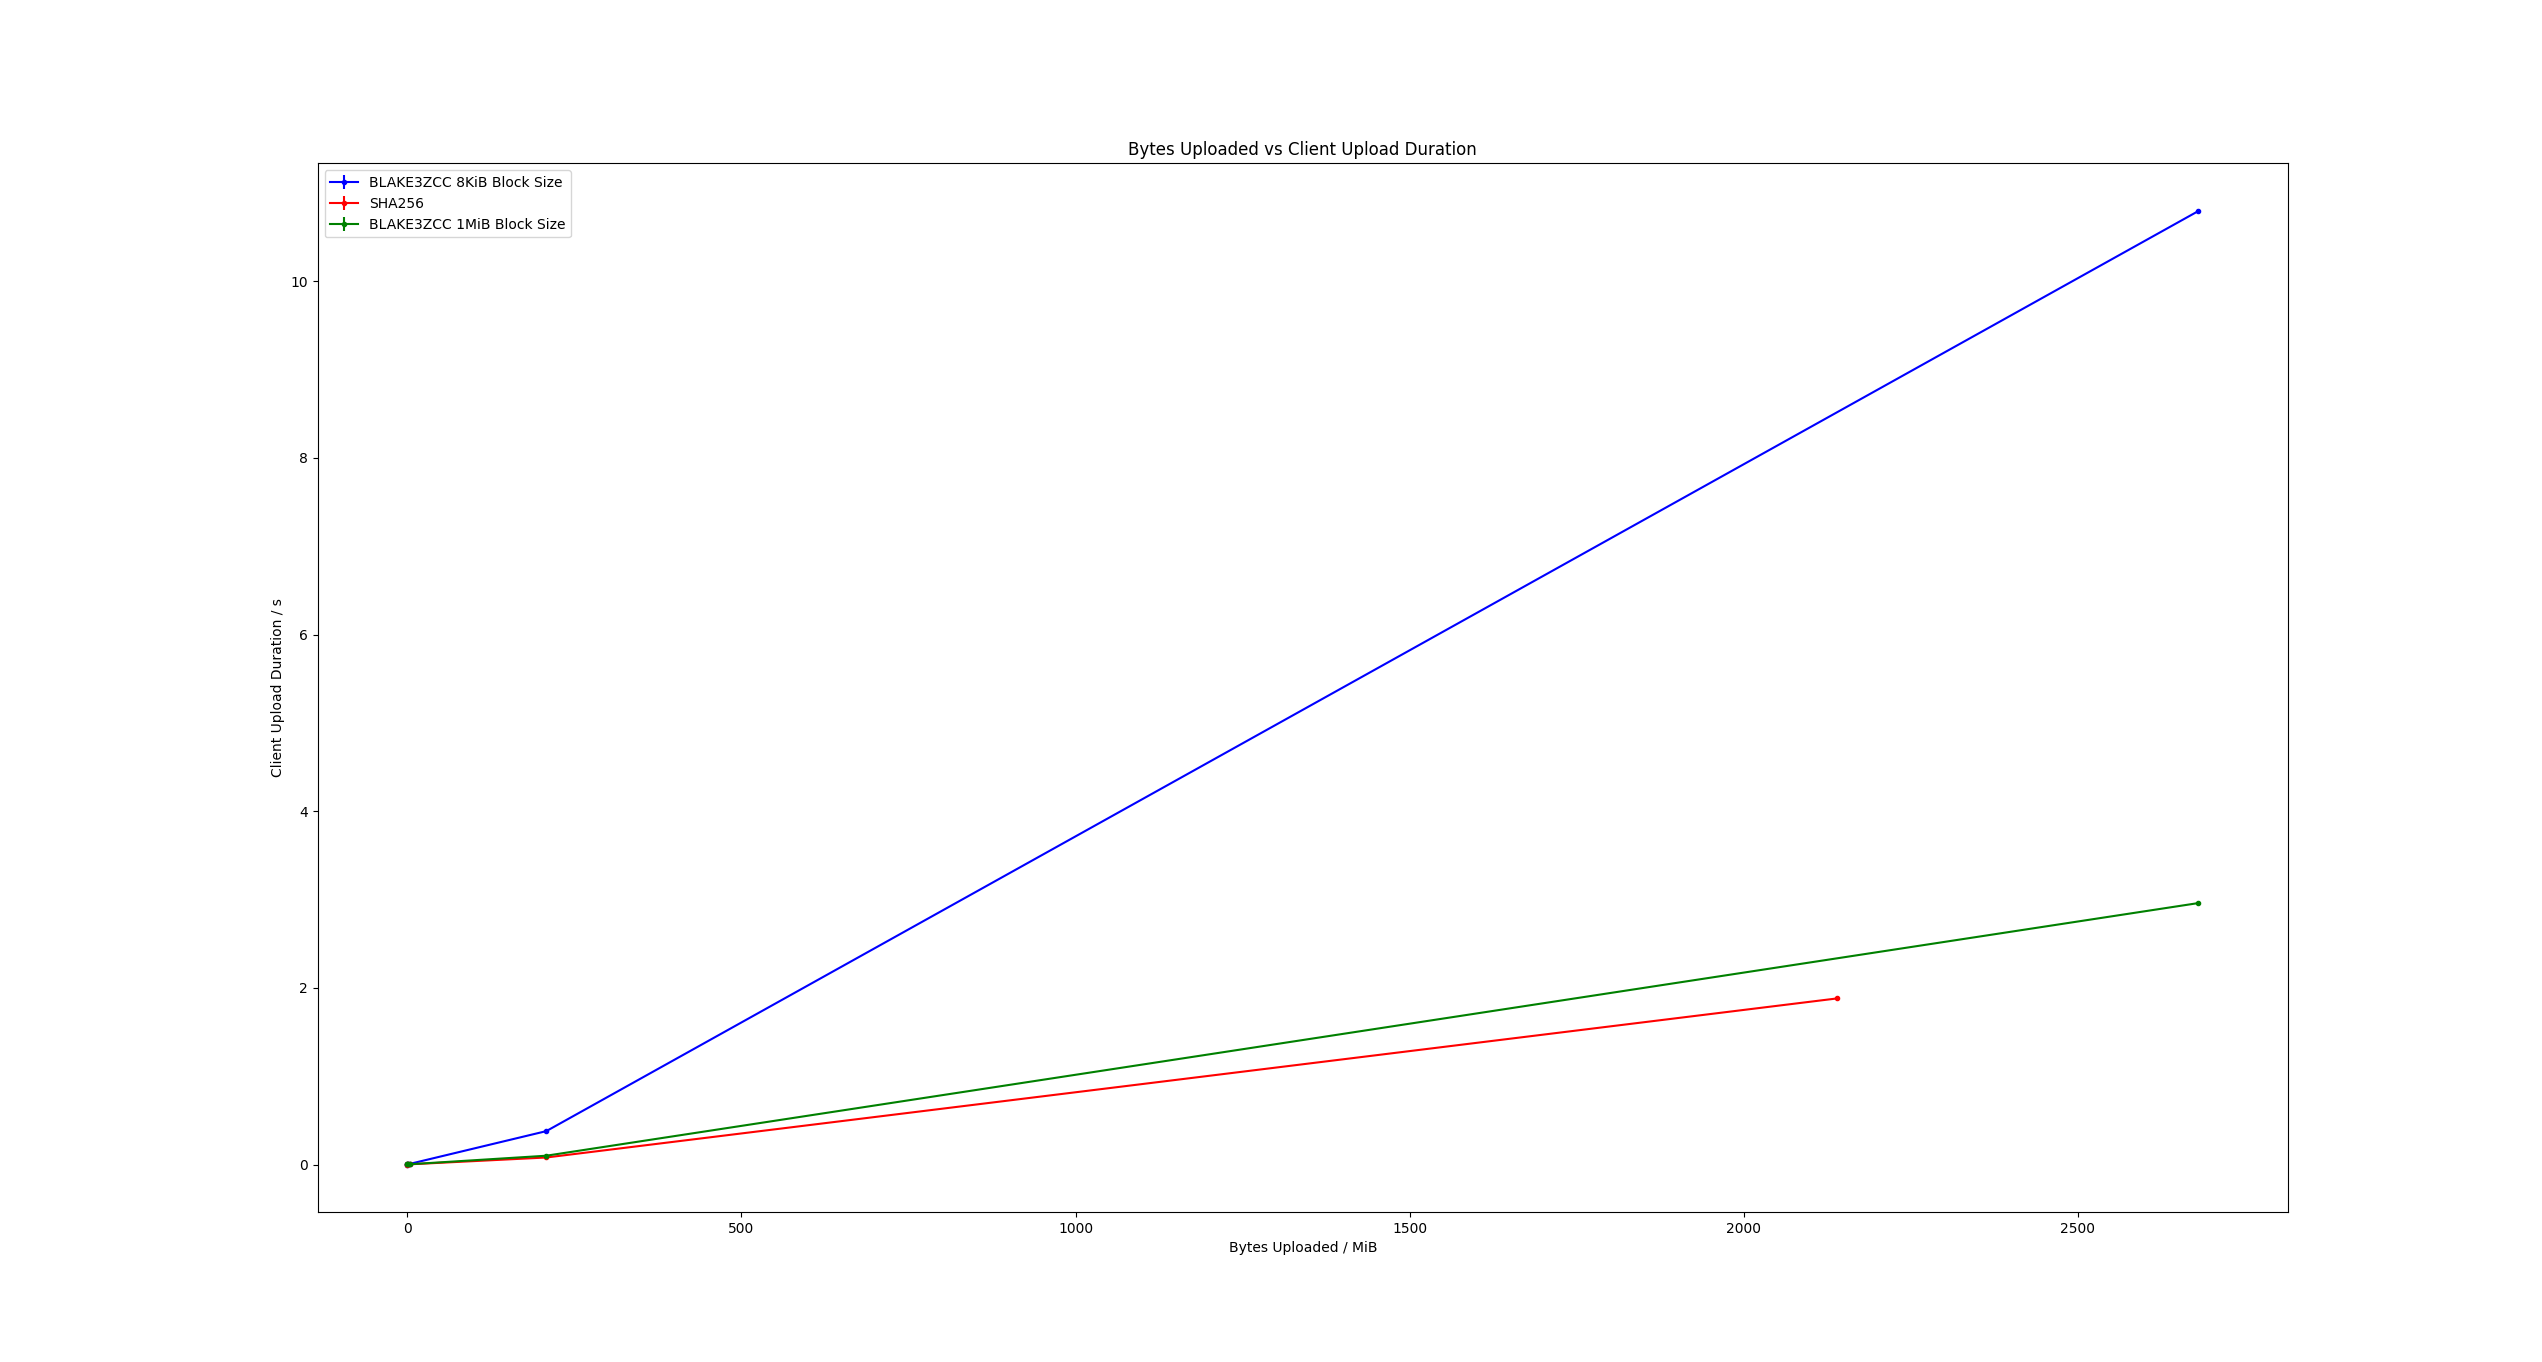 Bytes Uploaded vs Client Upload Duration
BLAKE3ZCC 8KiB Block Size
SHA256
BLAKE3ZCC 1MiB Block Size
10
8
6
4
2
0
Client Upload Duration / s
0 500 1000 1500 2000 2500
Bytes Uploaded / MiB